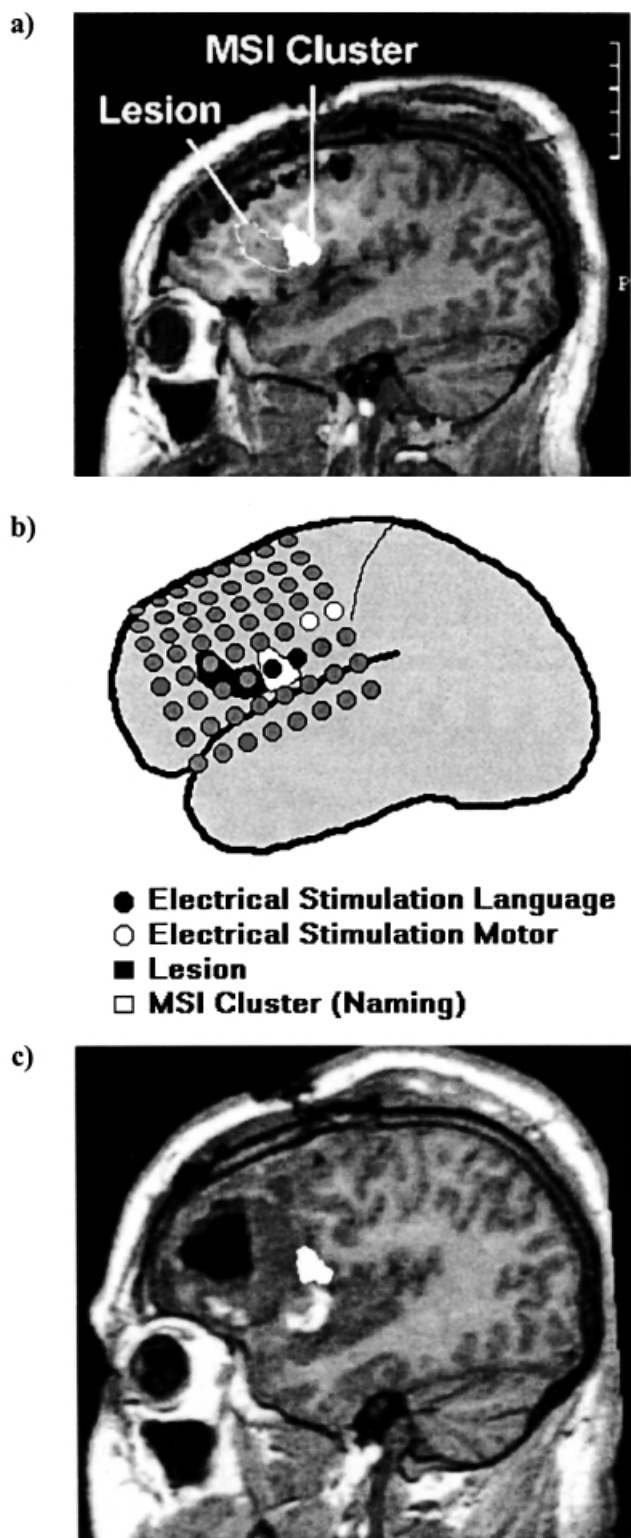 a)
MSI Cluster
Lesion
b)
Electrical Stimulation Language
Electrical Stimulation Motor
Lesion
MSI Cluster (Naming)
c)